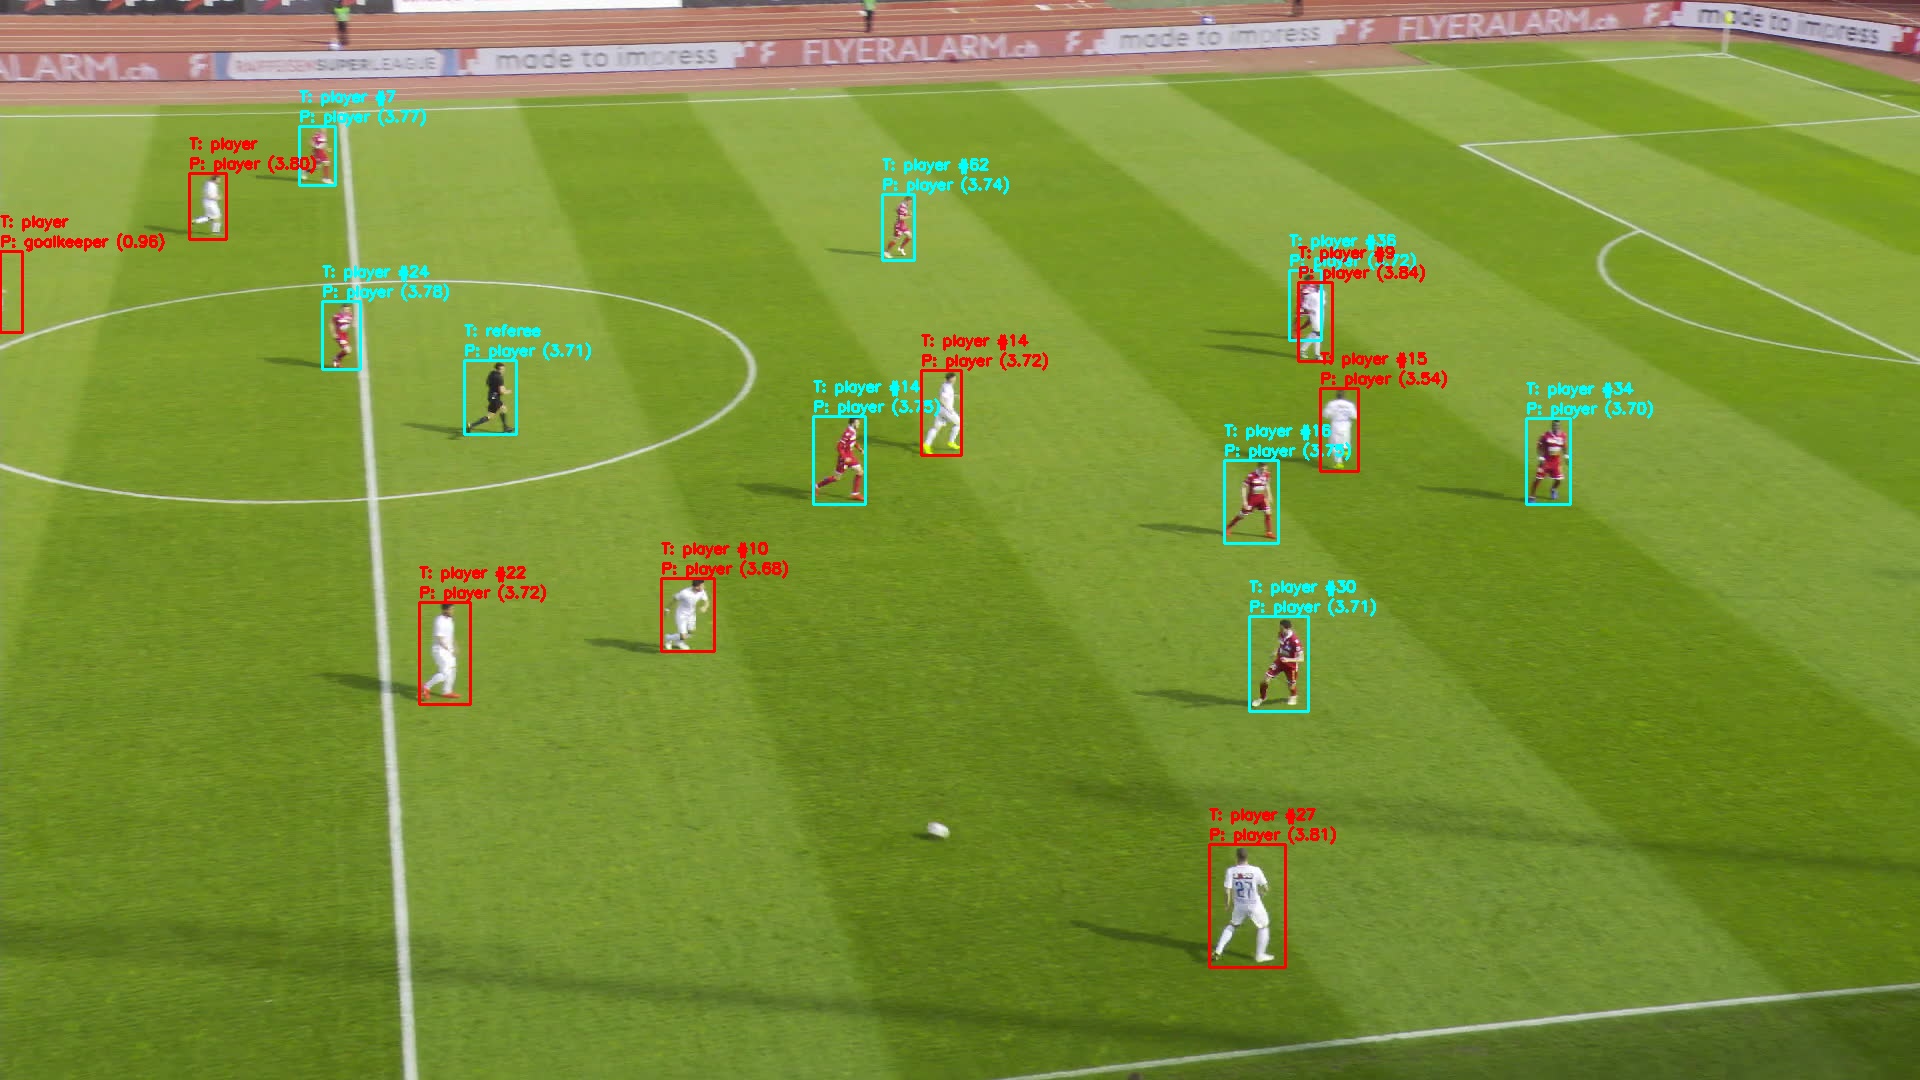 ALARM.ch
RAIFFEISEN SUPER LEAGUE
made to impress
FLYERALARM.ch
made to impress
FLYERALARM.ch
made to impress
T: player #7
P: player (3.77)
T: player
P: player (3.80)
T: player #62
P: player (3.74)
T: player
P: goalkeeper (0.96)
T: player #24
P: player (3.78)
T: player #36
T: player #9
P: player (3.84)
T: referee
P: player (3.71)
T: player #14
P: player (3.72)
T: player #15
P: player (3.54)
T: player #14
P: player (3.75)
T: player #34
P: player (3.70)
T: player #16
P: player
T: player #10
P: player (3.68)
T: player #22
P: player (3.72)
T: player #30
P: player (3.71)
T: player #27
P: player (3.81)
27